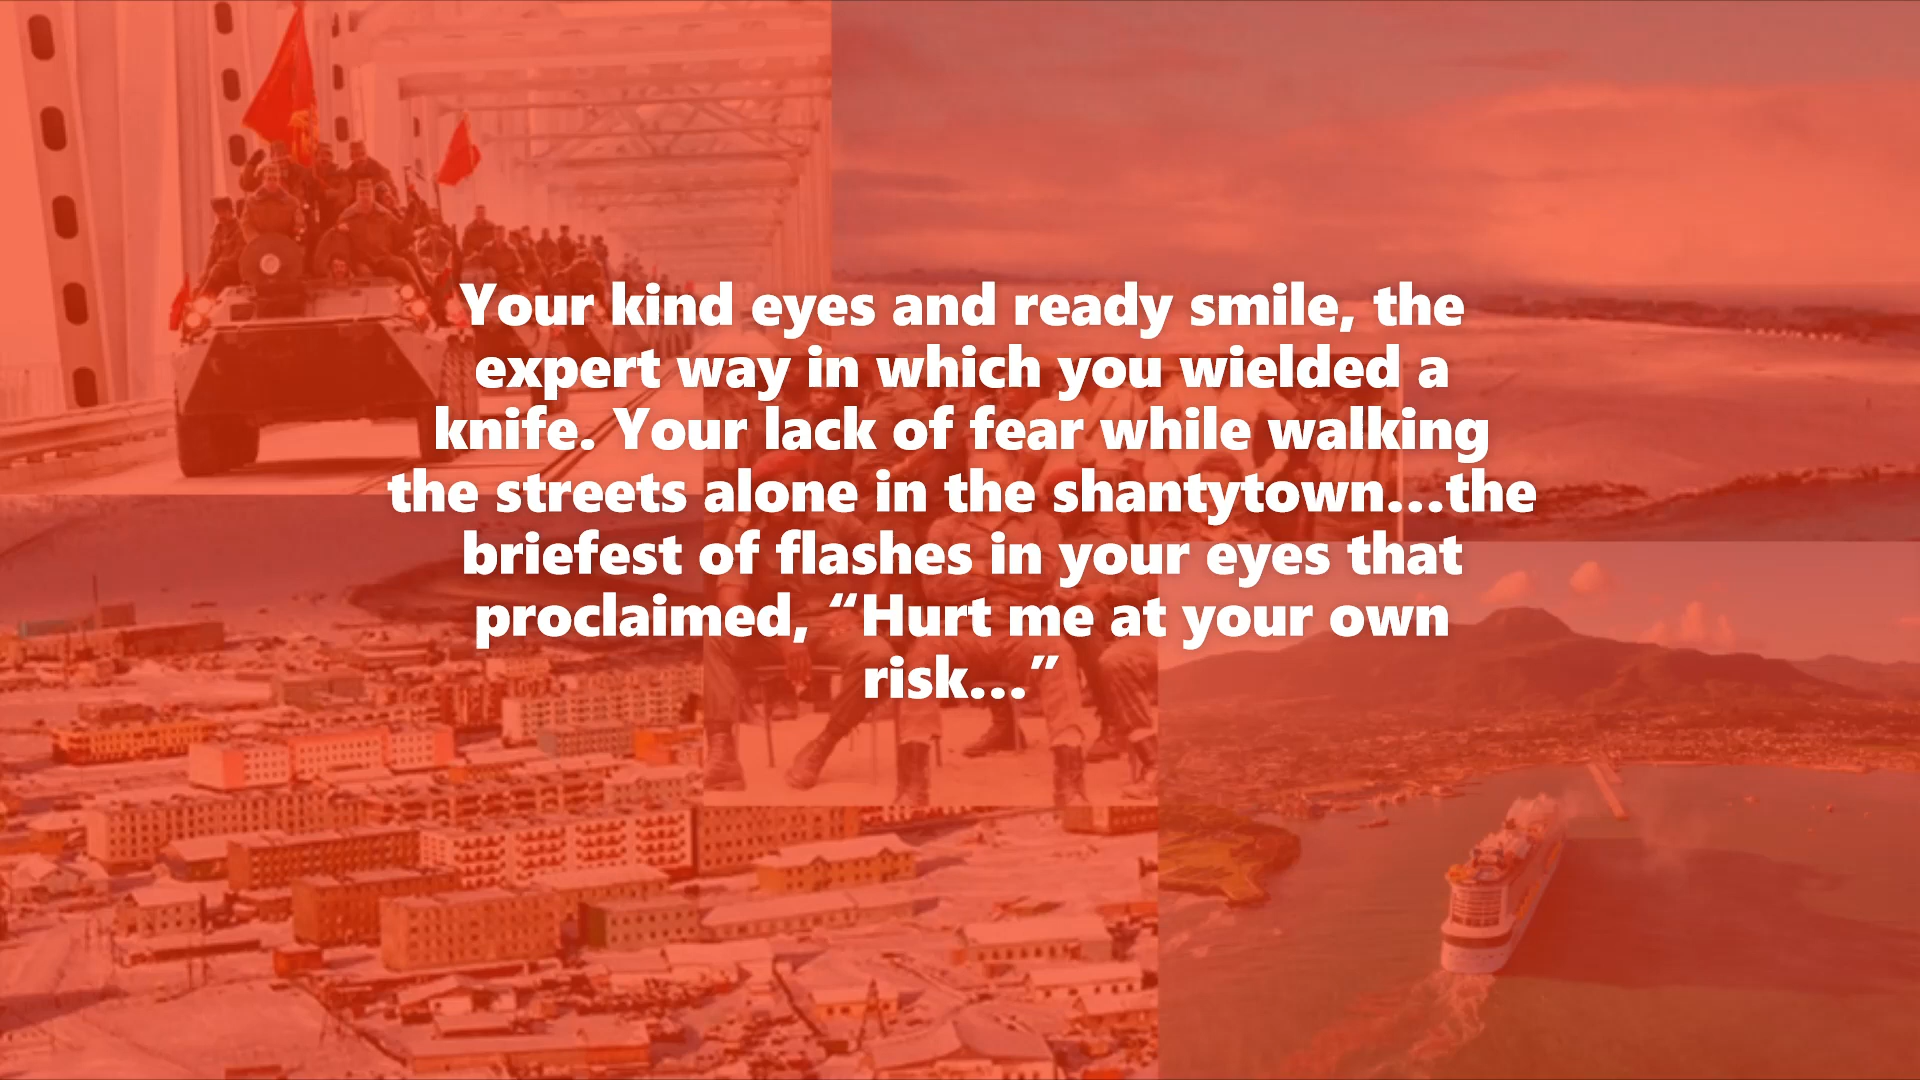 Your kind eyes and ready smile, the
expert way in which you wielded a
knife. Your lack of fear while walking
the streets alone in the shantytown...the
briefest of flashes in your eyes that
proclaimed, “Hurt me at your own
risk...”